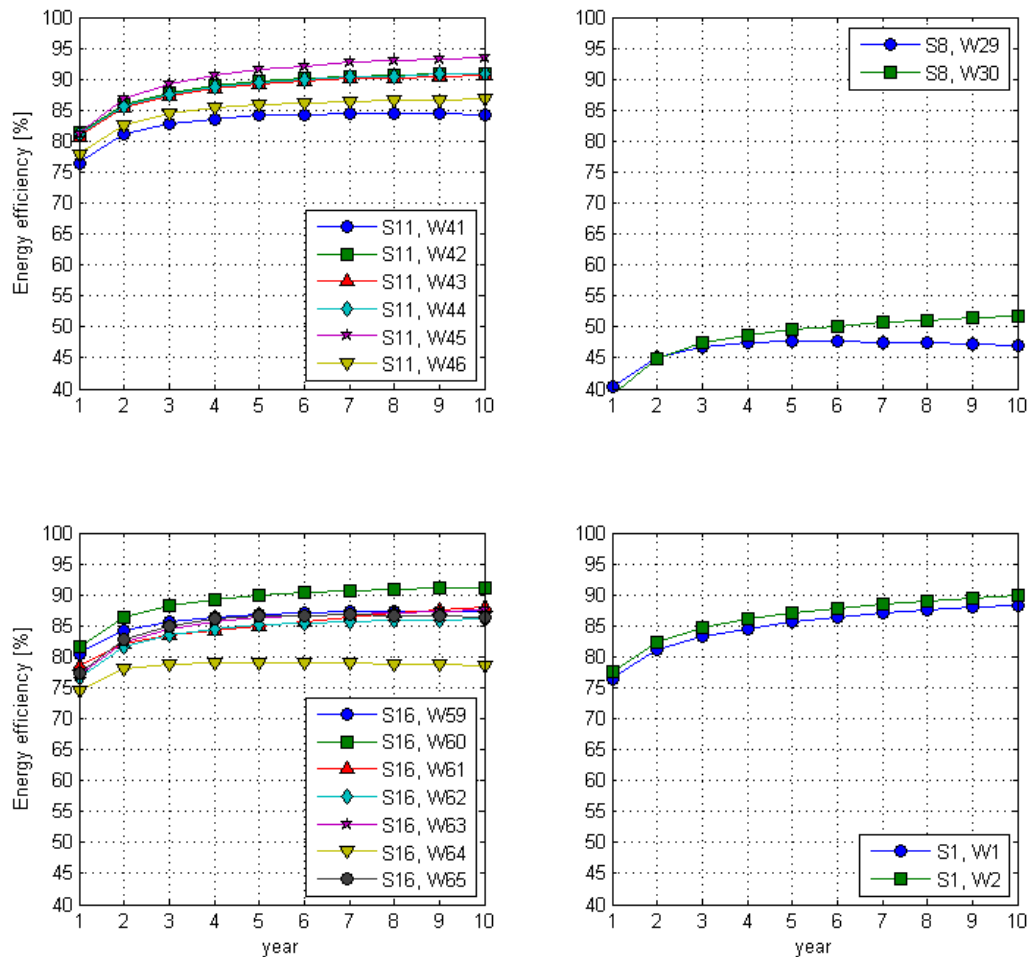 100
95
90
85
80
75
70
65
60
55
50
45
40
Energy efficiency [%]
1 2 3 4 5 6 7 8 9 10
S11, W41
S11, W42
S11, W43
S11, W44
S11, W45
S11, W46
100
95
90
85
80
75
70
65
60
55
50
45
40
1 2 3 4 5 6 7 8 9 10
S8, W29
S8, W30
100
95
90
85
80
75
70
65
60
55
50
45
40
Energy efficiency [%]
1 2 3 4 5 6 7 8 9 10
year
S16, W59
S16, W60
S16, W61
S16, W62
S16, W63
S16, W64
S16, W65
100
95
90
85
80
75
70
65
60
55
50
45
40
1 2 3 4 5 6 7 8 9 10
year
S1, W1
S1, W2